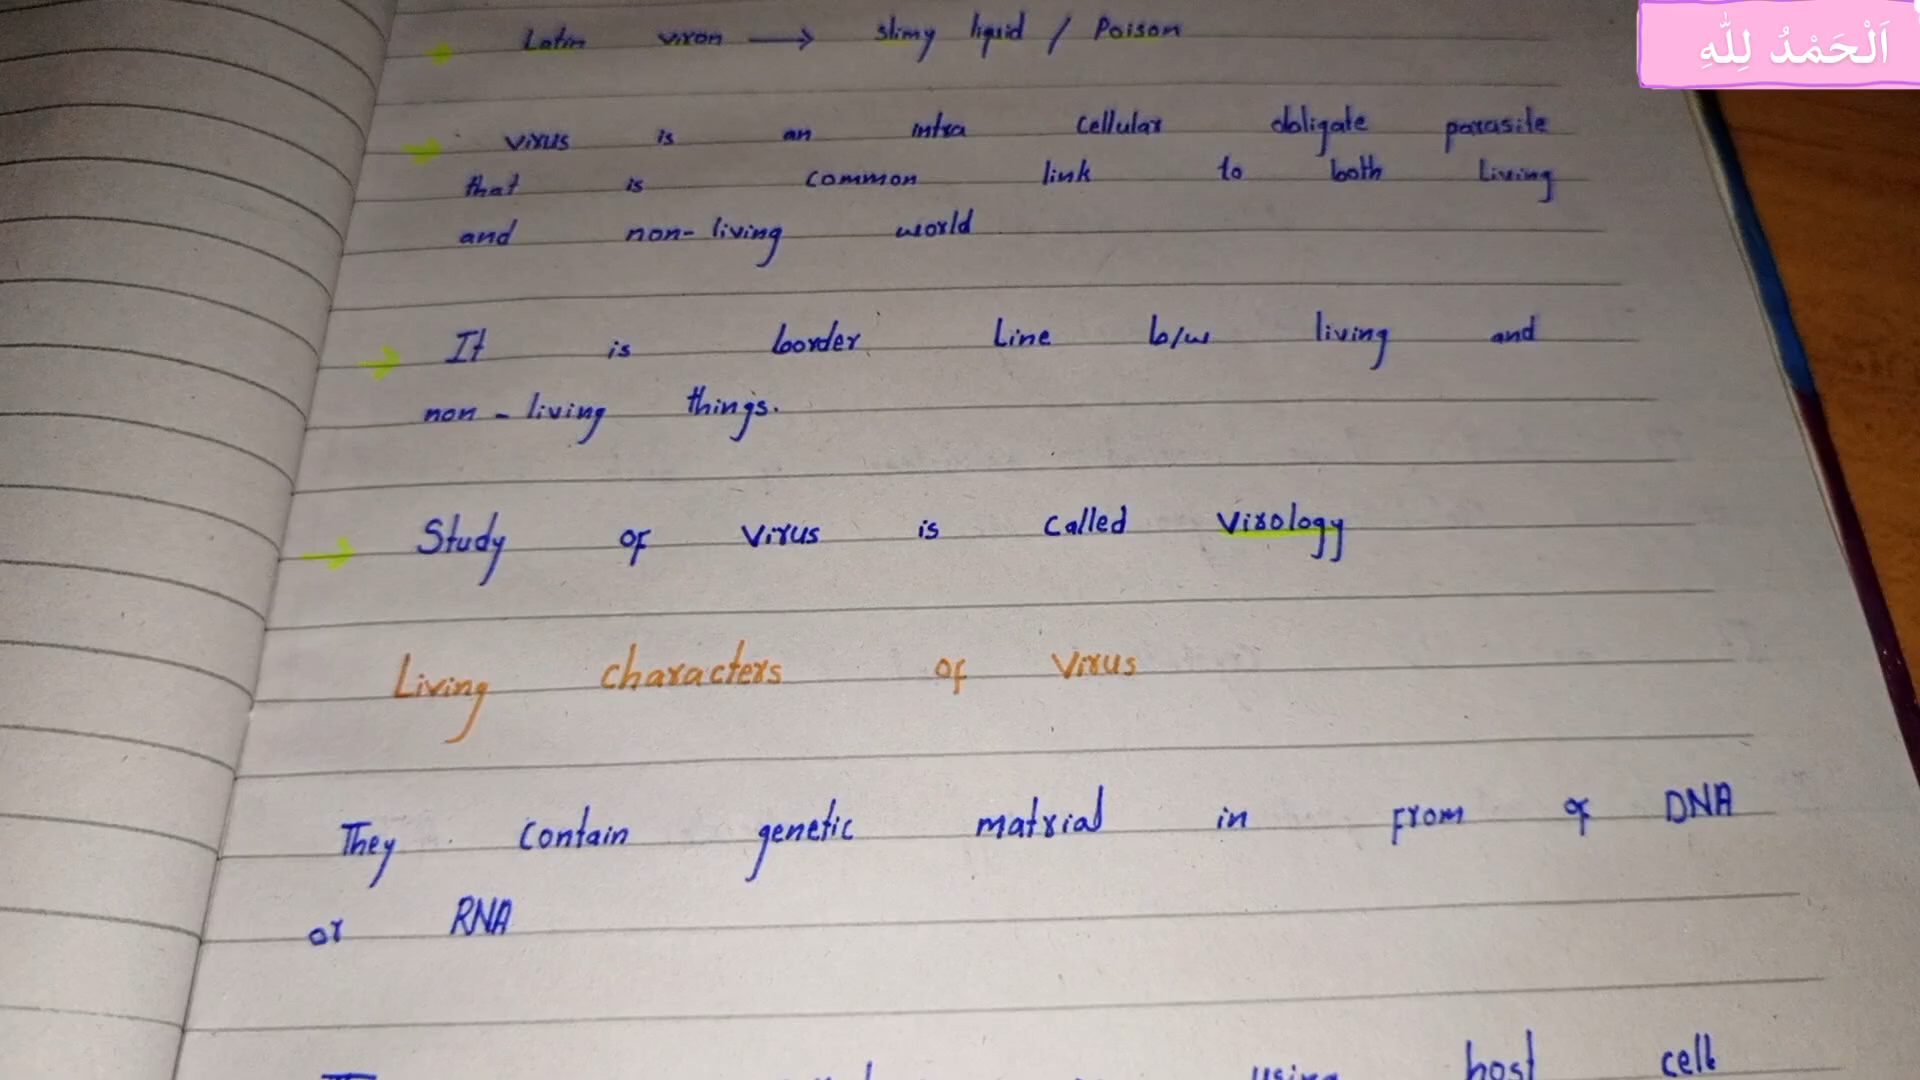 Latin viron → slimy liquid / Poison
اَلْحَمْدُ لِلّٰهِ
virus is an intra cellular obligate parasite
that is common link to both Living
and non-living world
It is border Line b/w living and
non-living things.
Study of virus is called virology
Living characters of virus
They contain genetic matrial in from of DNA
or RNA
using host cell